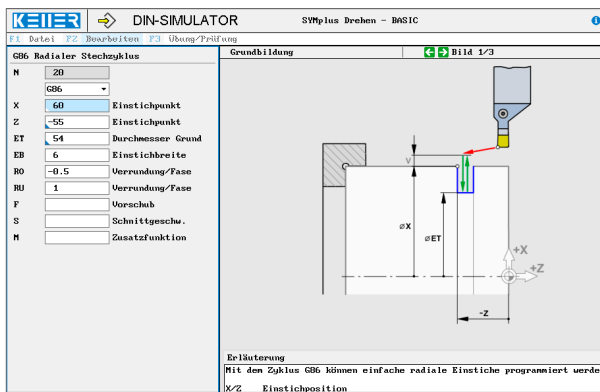 KELLER DIN-SIMULATOR SYMplus Drehen - BASIC
F1 Datei F2 Bearbeiten F3 Übung/Prüfung
G86 Radialer Stechzyklus
N 20
G86
X 60 Einstichpunkt
Z -55 Einstichpunkt
ET 54 Durchmesser Grund
EB 6 Einstichbreite
RO -0.5 Verrundung/Fase
RU 1 Verrundung/Fase
F Vorschub
S Schnittgeschw.
M Zusatzfunktion
Grundbildung Bild 1/3
V
øX
øET
+X
+Z
-Z
Erläuterung
Mit dem Zyklus G86 können einfache radiale Einstiche programmiert werde
X/Z Einstichposition